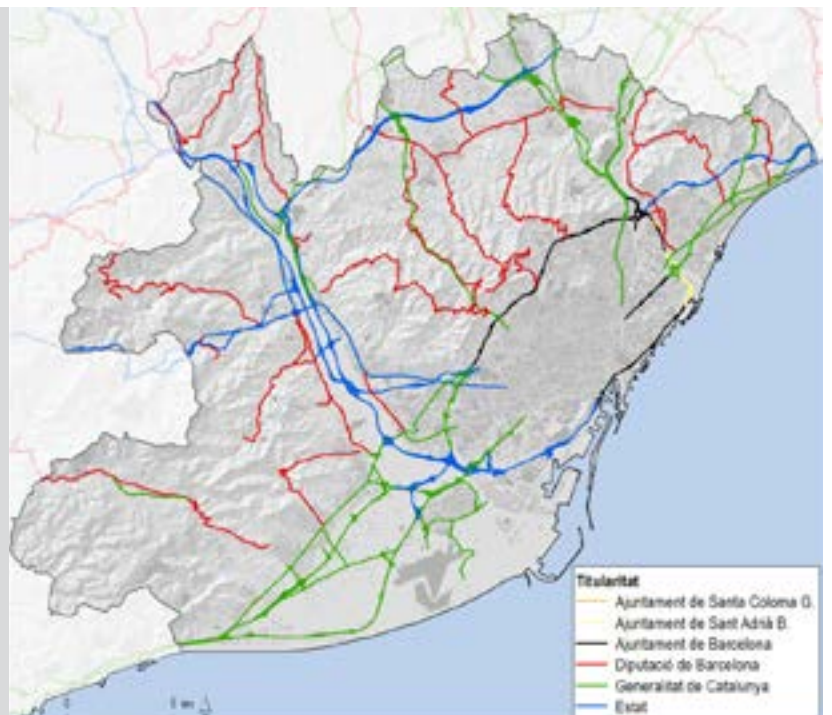 Titularitat
Ajuntament de Santa Coloma G.
Ajuntament de Sant Adrià B.
Ajuntament de Barcelona
Diputació de Barcelona
Generalitat de Catalunya
Estat
0